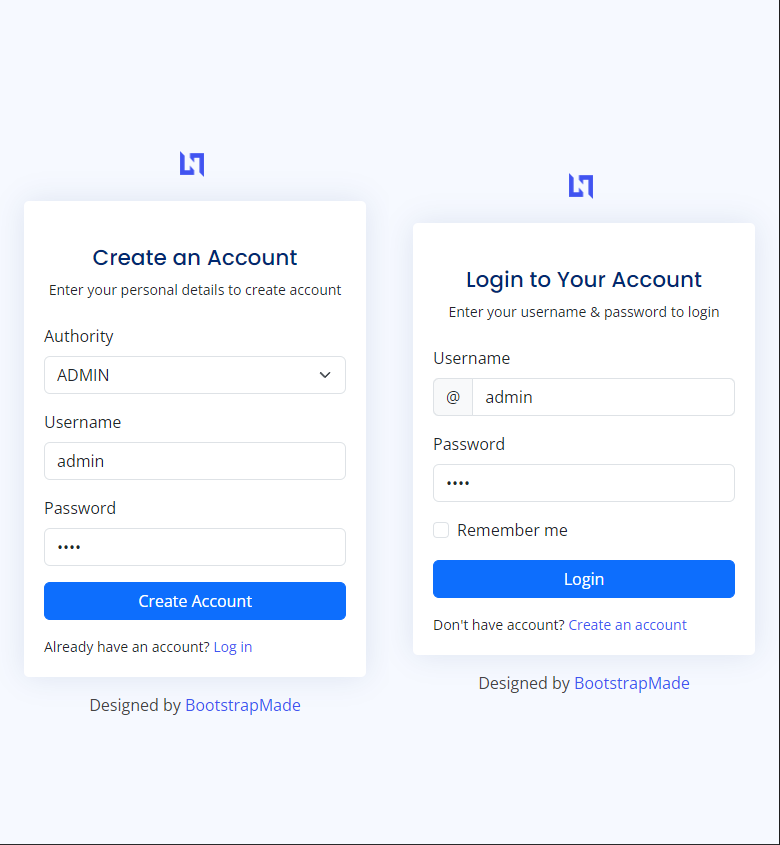 Create an Account
Enter your personal details to create account
Authority
ADMIN
Username
admin
Password
••••
Create Account
Already have an account? Log in
Designed by BootstrapMade
Login to Your Account
Enter your username & password to login
Username
@ admin
Password
••••
Remember me
Login
Don't have account? Create an account
Designed by BootstrapMade